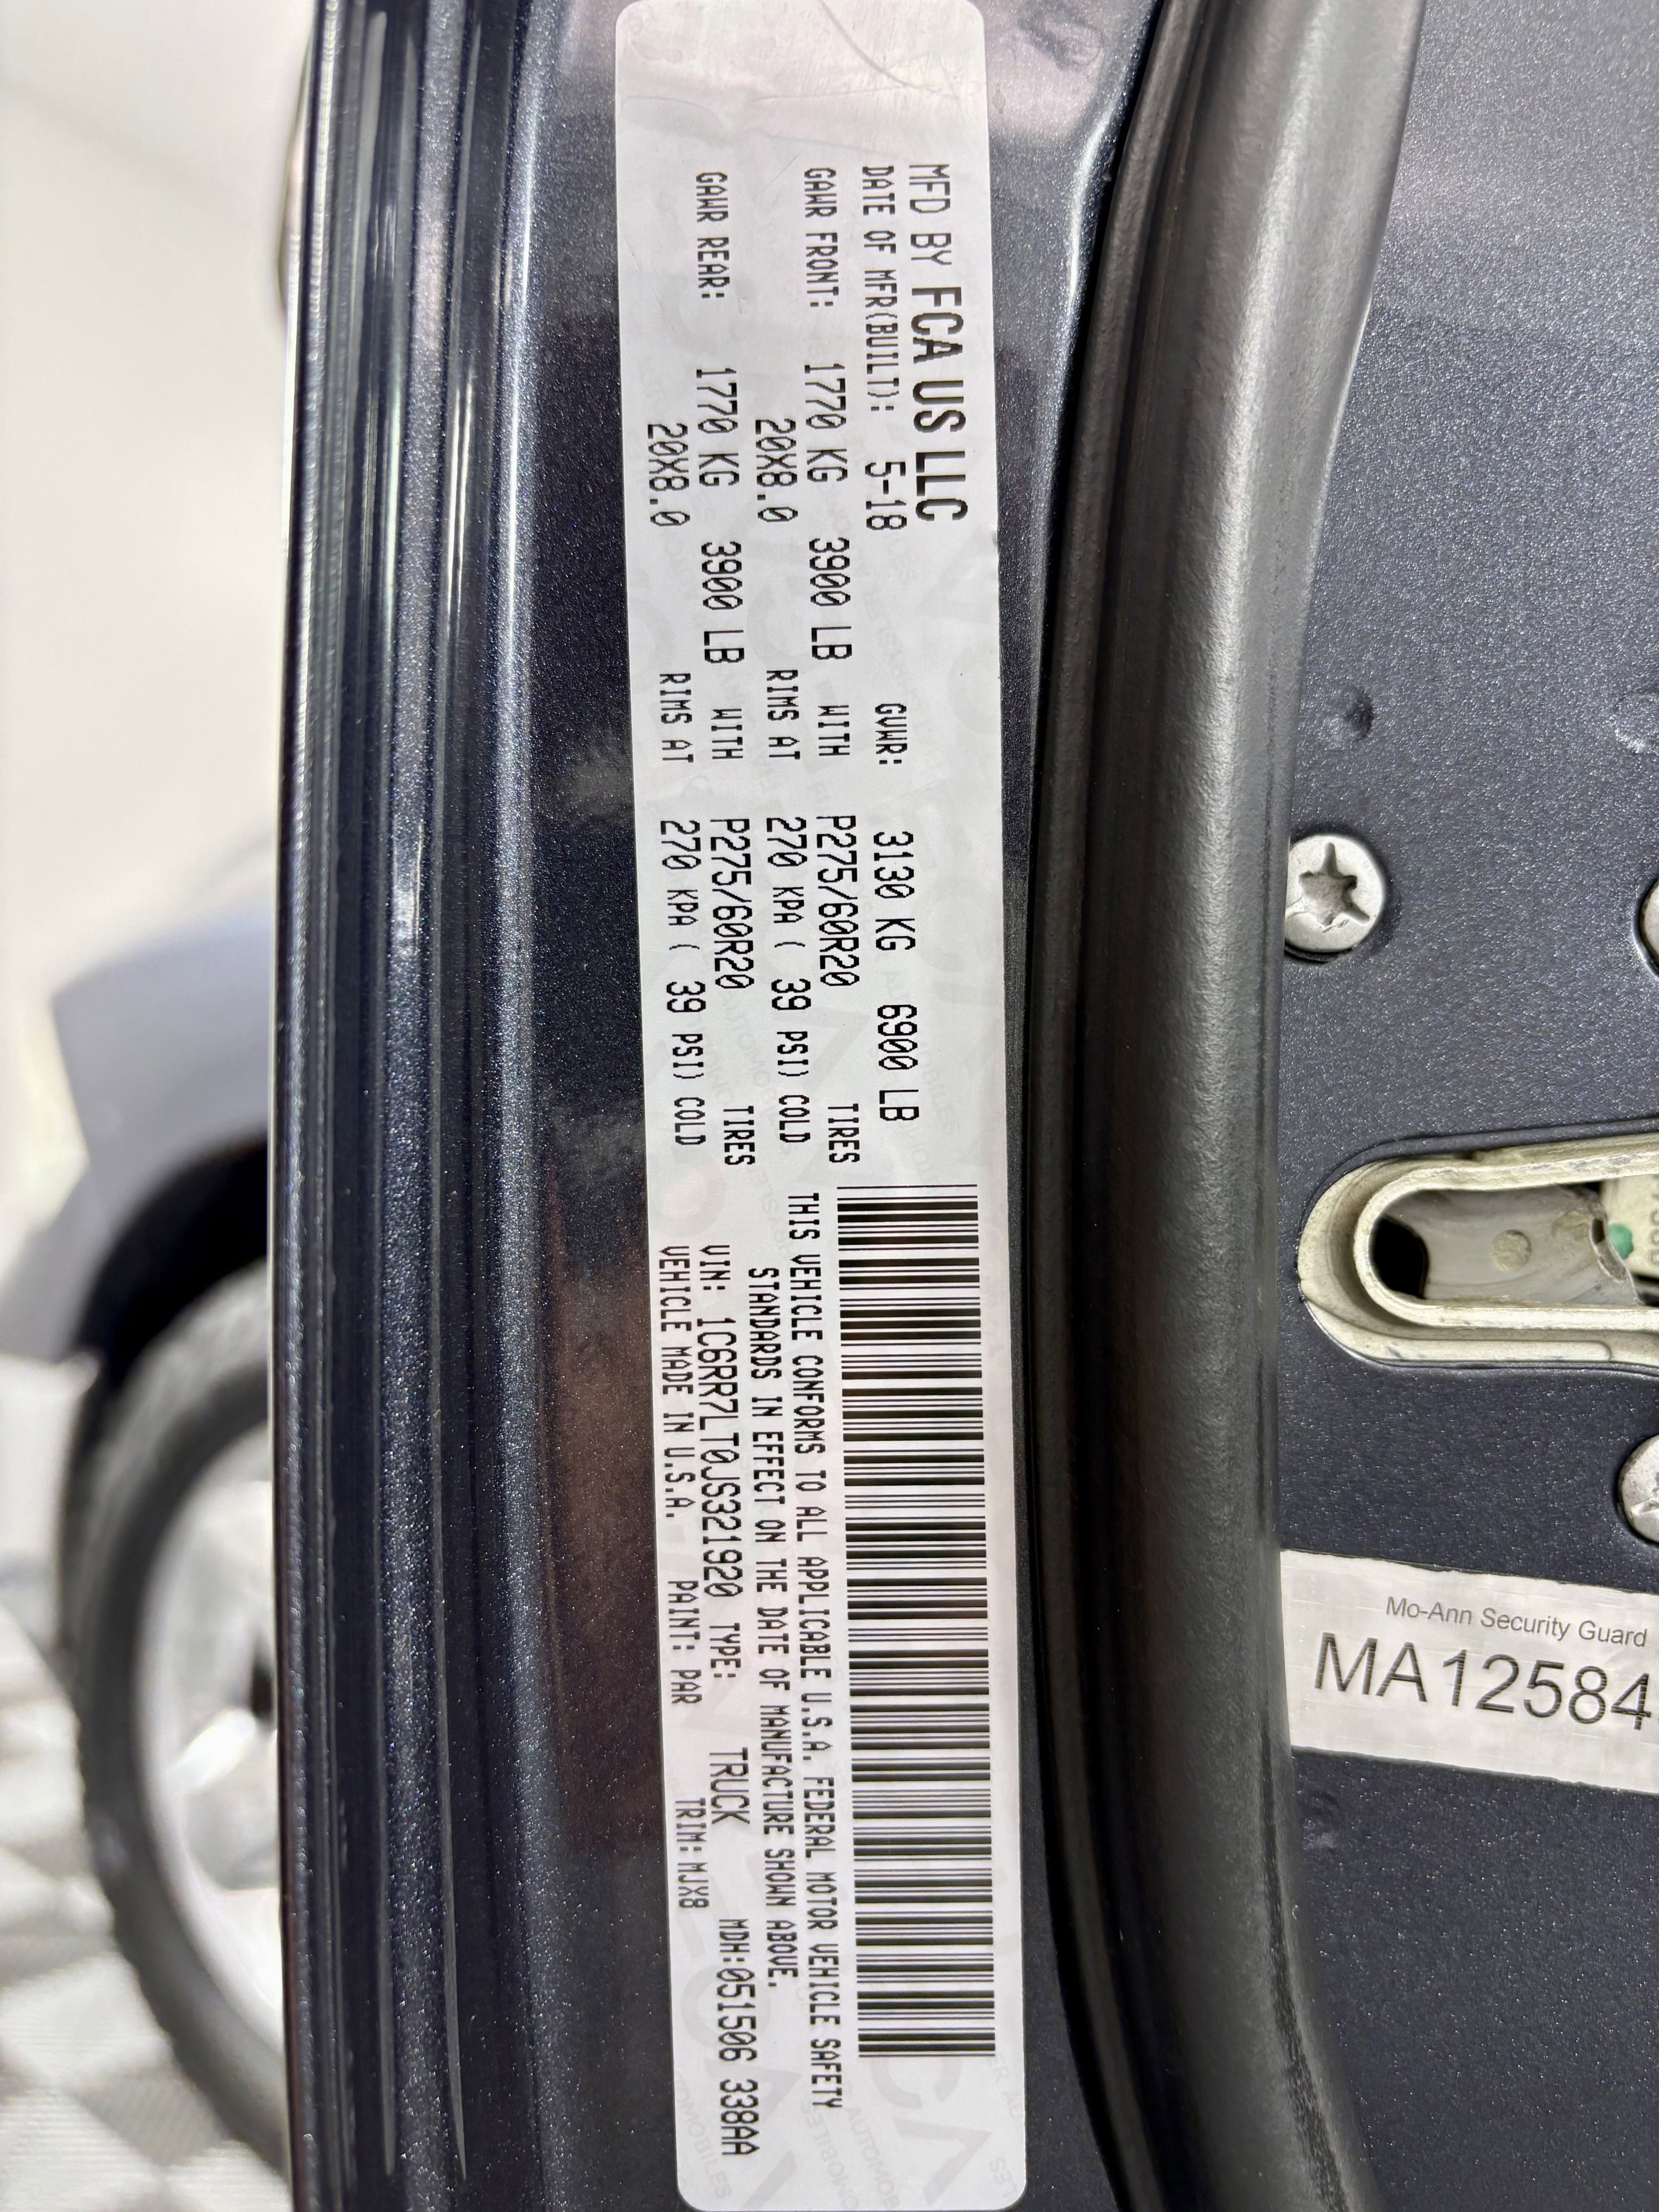 MFD BY FCA US LLC
DATE OF MFR(BUILT): 5-18 GVWR: 3130 KG 6900 LB
GAWR FRONT: 1770 KG 3900 LB WITH P275/60R20 TIRES
20X8.0 RIMS AT 270 KPA ( 39 PSI) COLD
GAWR REAR: 1770 KG 3900 LB WITH P275/60R20 TIRES
20X8.0 RIMS AT 270 KPA ( 39 PSI) COLD
THIS VEHICLE CONFORMS TO ALL APPLICABLE U.S.A. FEDERAL MOTOR VEHICLE SAFETY
STANDARDS IN EFFECT ON THE DATE OF MANUFACTURE SHOWN ABOVE.
VIN: 1C6RR7LT0JS321920 TYPE: TRUCK MDH:051506 338AA
VEHICLE MADE IN U.S.A. PAINT: PAR TRIM:MJX8
Mo-Ann Security Guard
MA12584